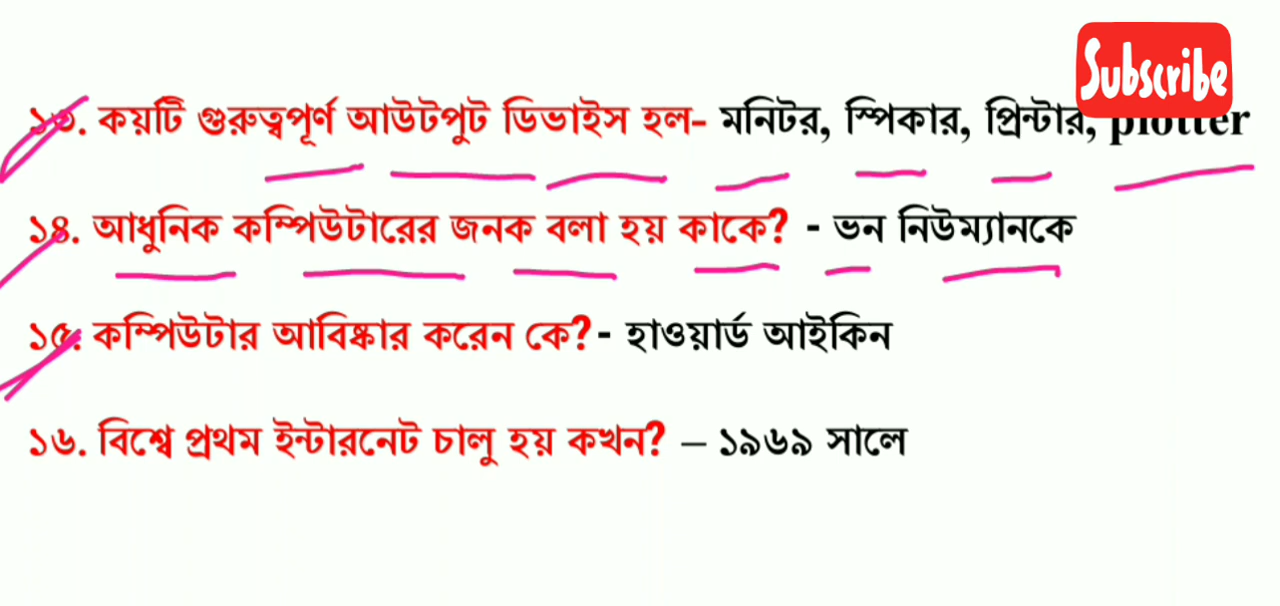 Subscribe
১৩. কয়টি গুরুত্বপূর্ণ আউটপুট ডিভাইস হল- মনিটর, স্পিকার, প্রিন্টার, plotter
১৪. আধুনিক কম্পিউটারের জনক বলা হয় কাকে? - ভন নিউম্যানকে
১৫. কম্পিউটার আবিষ্কার করেন কে? - হাওয়ার্ড আইকিন
১৬. বিশ্বে প্রথম ইন্টারনেট চালু হয় কখন? – ১৯৬৯ সালে